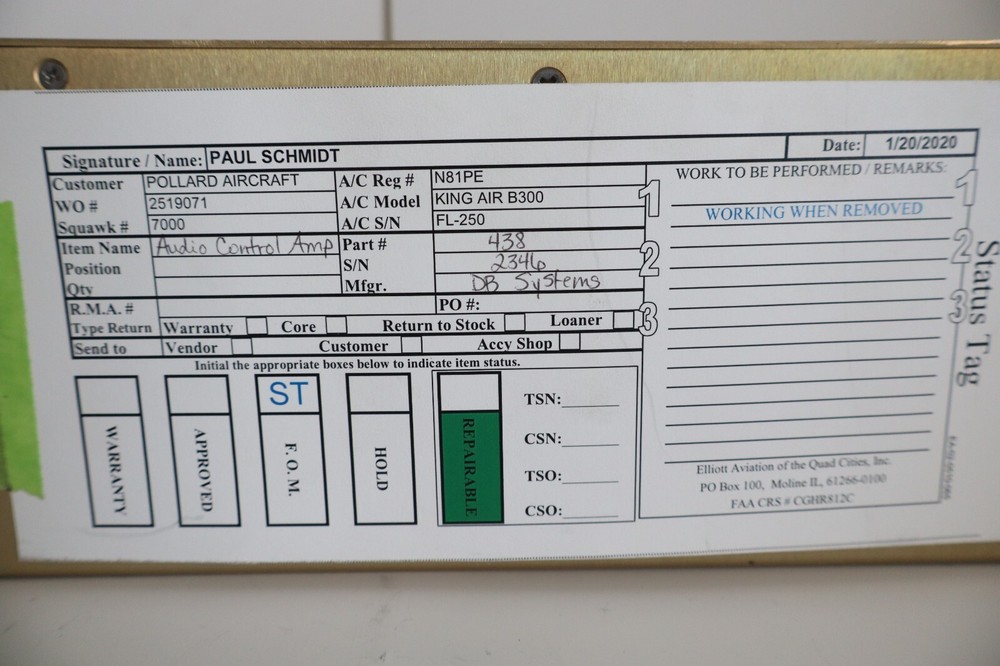 Signature / Name: PAUL SCHMIDT Date: 1/20/2020
Customer POLLARD AIRCRAFT A/C Reg # N81PE
WO # 2519071 A/C Model KING AIR B300
Squawk # 7000 A/C S/N FL-250
Item Name Audio Control Amp Part # 438
Position S/N 2346
Qty Mfgr. DB Systems
R.M.A. # PO #:
Type Return Warranty Core Return to Stock Loaner
Send to Vendor Customer Accy Shop
1
2
3
Initial the appropriate boxes below to indicate item status.
WARRANTY
APPROVED
ST
F. O. M.
HOLD
REPAIRABLE
TSN:
CSN:
TSO:
CSO:
WORK TO BE PERFORMED / REMARKS:
WORKING WHEN REMOVED
Elliott Aviation of the Quad Cities, Inc.
PO Box 100, Moline IL, 61266-0100
FAA CRS # CGHR812C
1
2
3
Status Tag